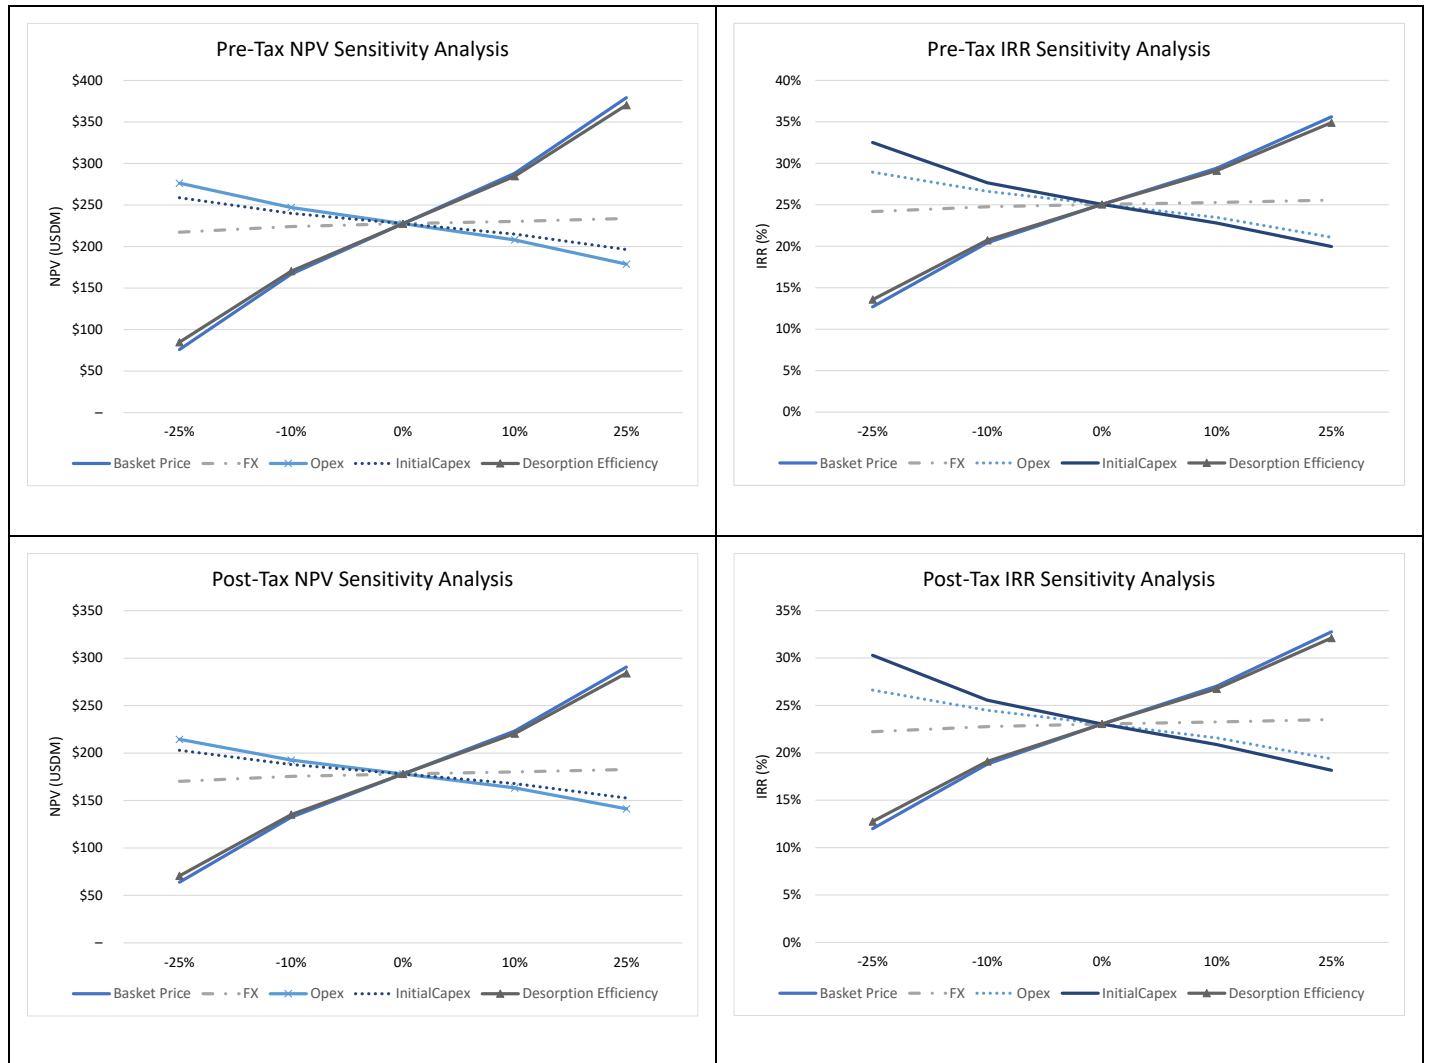 Pre-Tax NPV Sensitivity Analysis
$400
$350
$300
$250
$200
$150
$100
$50
–
NPV (USDM)
-25% -10% 0% 10% 25%
Basket Price FX Opex InitialCapex Desorption Efficiency
Pre-Tax IRR Sensitivity Analysis
40%
35%
30%
25%
20%
15%
10%
5%
0%
IRR (%)
-25% -10% 0% 10% 25%
Basket Price FX Opex InitialCapex Desorption Efficiency
Post-Tax NPV Sensitivity Analysis
$350
$300
$250
$200
$150
$100
$50
–
NPV (USDM)
-25% -10% 0% 10% 25%
Basket Price FX Opex InitialCapex Desorption Efficiency
Post-Tax IRR Sensitivity Analysis
35%
30%
25%
20%
15%
10%
5%
0%
IRR (%)
-25% -10% 0% 10% 25%
Basket Price FX Opex InitialCapex Desorption Efficiency